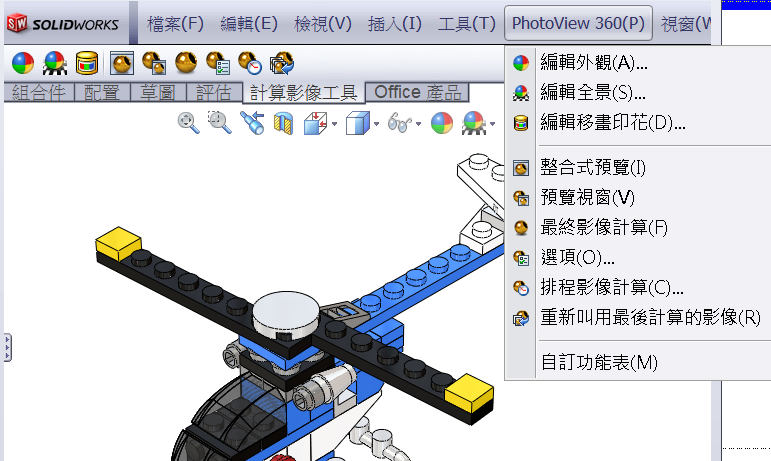 SW SOLIDWORKS 檔案(F) 編輯(E) 檢視(V) 插入(I) 工具(T) PhotoView 360(P) 視窗(W
組合件 配置 草圖 評估 計算影像工具 Office 產品
編輯外觀(A)...
編輯全景(S)...
編輯移畫印花(D)...
整合式預覽(I)
預覽視窗(V)
最終影像計算(F)
選項(O)...
排程影像計算(C)...
重新叫用最後計算的影像(R)
自訂功能表(M)